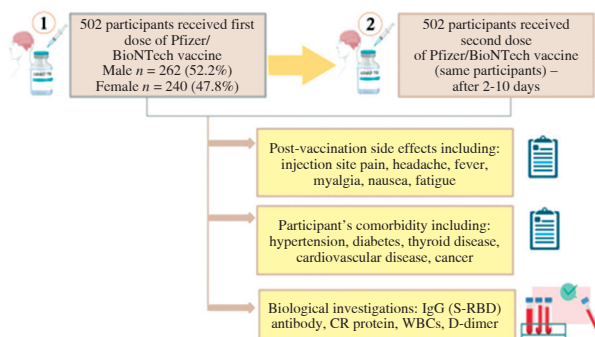 1
502 participants received first
dose of Pfizer/
BioNTech vaccine
Male n = 262 (52.2%)
Female n = 240 (47.8%)
2
502 participants received
second dose
of Pfizer/BioNTech vaccine
(same participants) –
after 2-10 days
Post-vaccination side effects including:
injection site pain, headache, fever,
myalgia, nausea, fatigue
Participant's comorbidity including:
hypertension, diabetes, thyroid disease,
cardiovascular disease, cancer
Biological investigations: IgG (S-RBD)
antibody, CR protein, WBCs, D-dimer